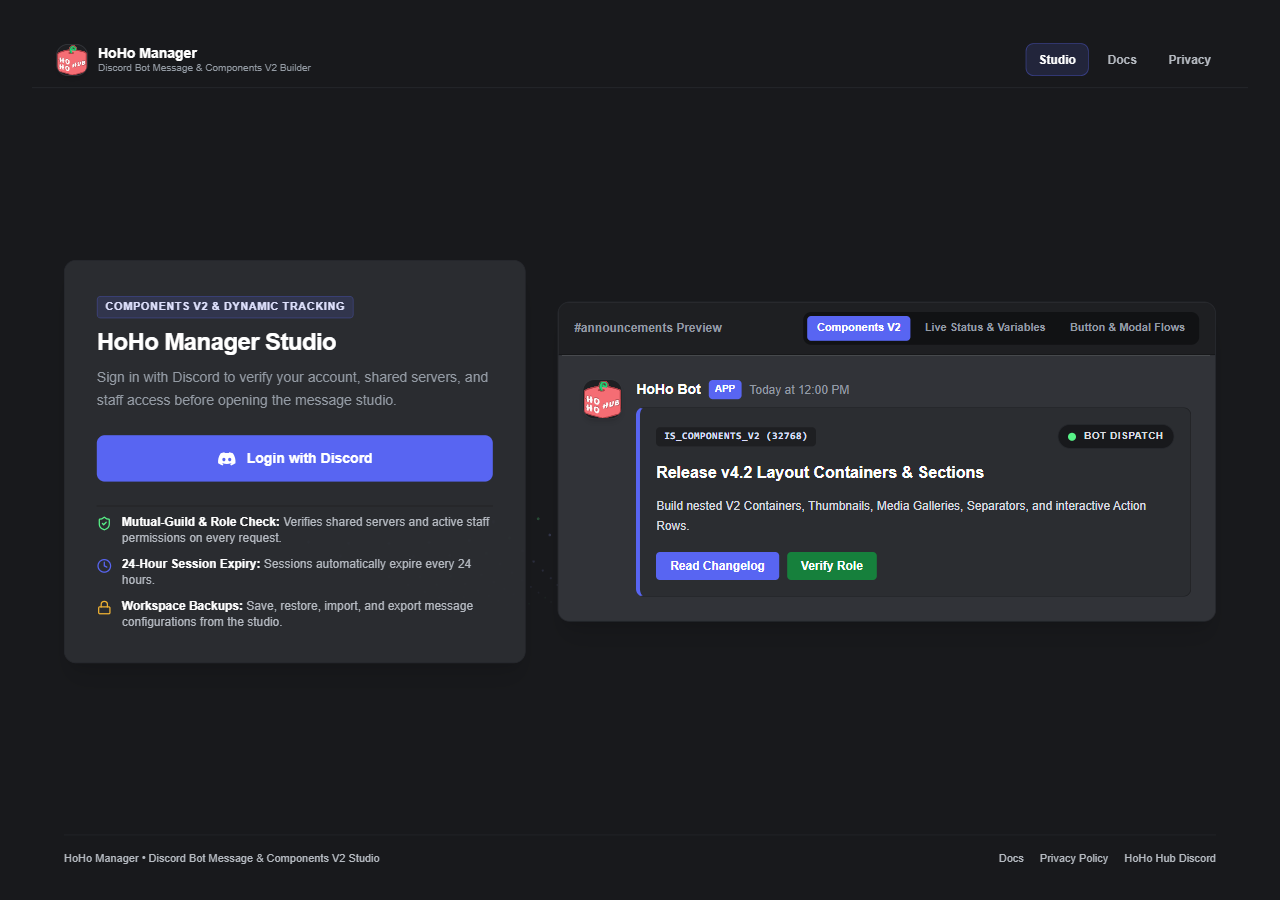 HoHo Manager
Discord Bot Message & Components V2 Builder
Studio
Docs
Privacy
COMPONENTS V2 & DYNAMIC TRACKING
HoHo Manager Studio
Sign in with Discord to verify your account, shared servers, and
staff access before opening the message studio.
Login with Discord
Mutual-Guild & Role Check: Verifies shared servers and active staff
permissions on every request.
24-Hour Session Expiry: Sessions automatically expire every 24
hours.
Workspace Backups: Save, restore, import, and export message
configurations from the studio.
#announcements Preview
Components V2
Live Status & Variables
Button & Modal Flows
HO HO HUB
HoHo Bot APP Today at 12:00 PM
IS_COMPONENTS_V2 (32768)
BOT DISPATCH
Release v4.2 Layout Containers & Sections
Build nested V2 Containers, Thumbnails, Media Galleries, Separators, and interactive Action
Rows.
Read Changelog
Verify Role
HoHo Manager • Discord Bot Message & Components V2 Studio
Docs
Privacy Policy
HoHo Hub Discord